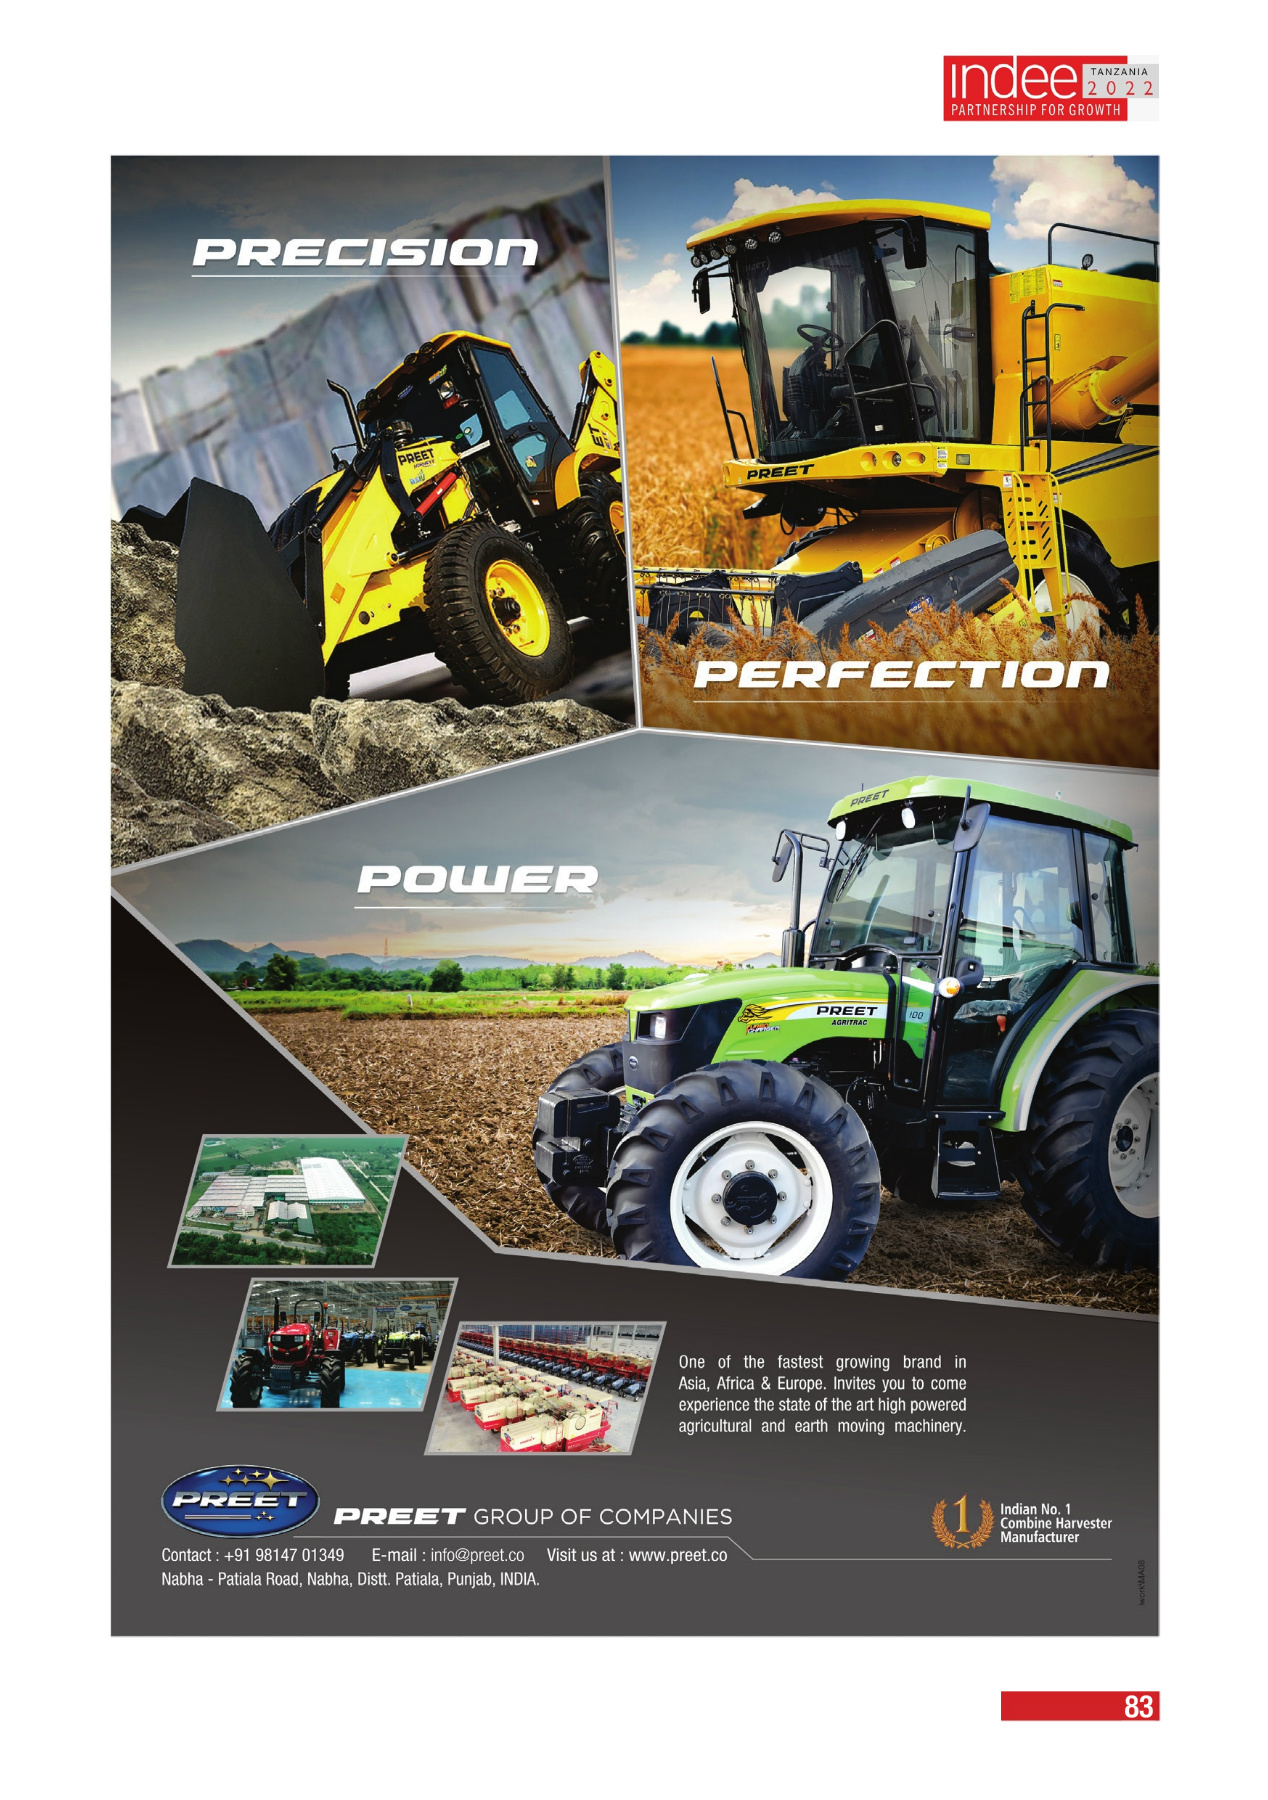 Indee
TANZANIA
2022
PARTNERSHIP FOR GROWTH
PRECISION
PREET
PREET
PERFECTION
PREET
POWER
PREET
AGRITRAC
100
One of the fastest growing brand in
Asia, Africa & Europe. Invites you to come
experience the state of the art high powered
agricultural and earth moving machinery.
PREET
PREET GROUP OF COMPANIES
1
Indian No. 1
Combine Harvester
Manufacturer
Contact : +91 98147 01349 E-mail : info@preet.co Visit us at : www.preet.co
Nabha - Patiala Road, Nabha, Distt. Patiala, Punjab, INDIA.
83